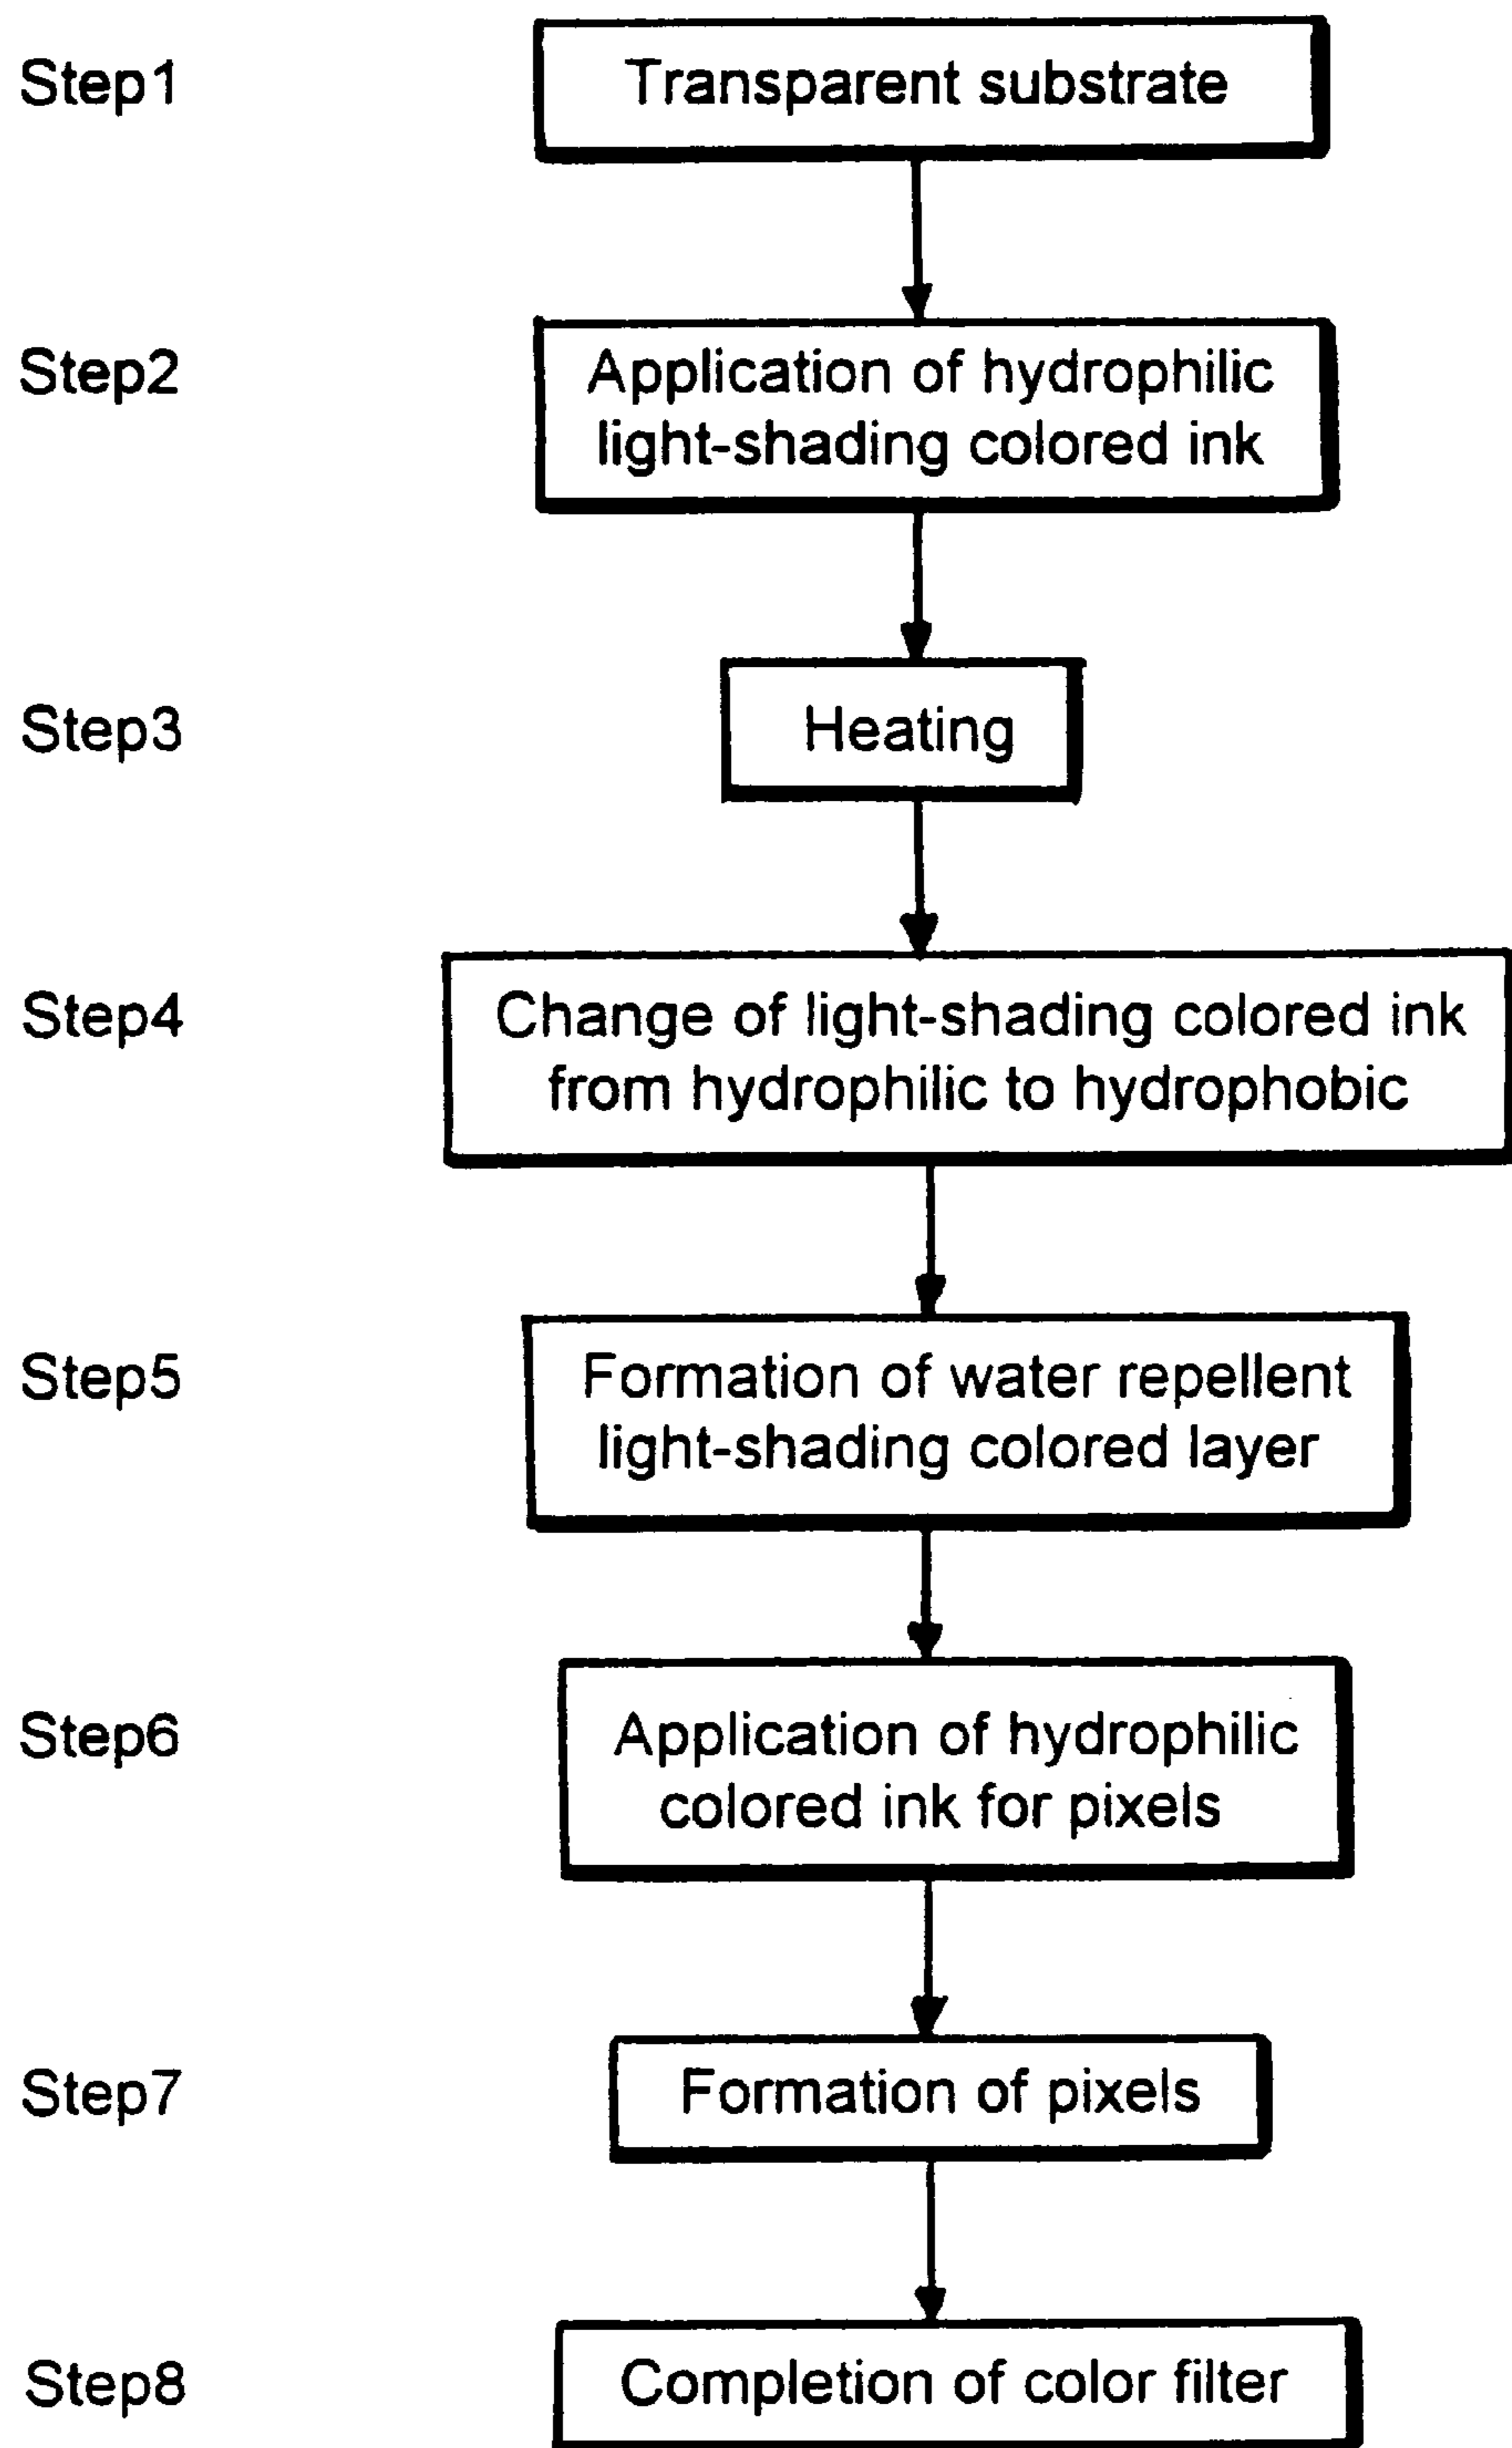 Step1
Transparent substrate
Step2
Application of hydrophilic
light-shading colored ink
Step3
Heating
Step4
Change of light-shading colored ink
from hydrophilic to hydrophobic
Step5
Formation of water repellent
light-shading colored layer
Step6
Application of hydrophilic
colored ink for pixels
Step7
Formation of pixels
Step8
Completion of color filter